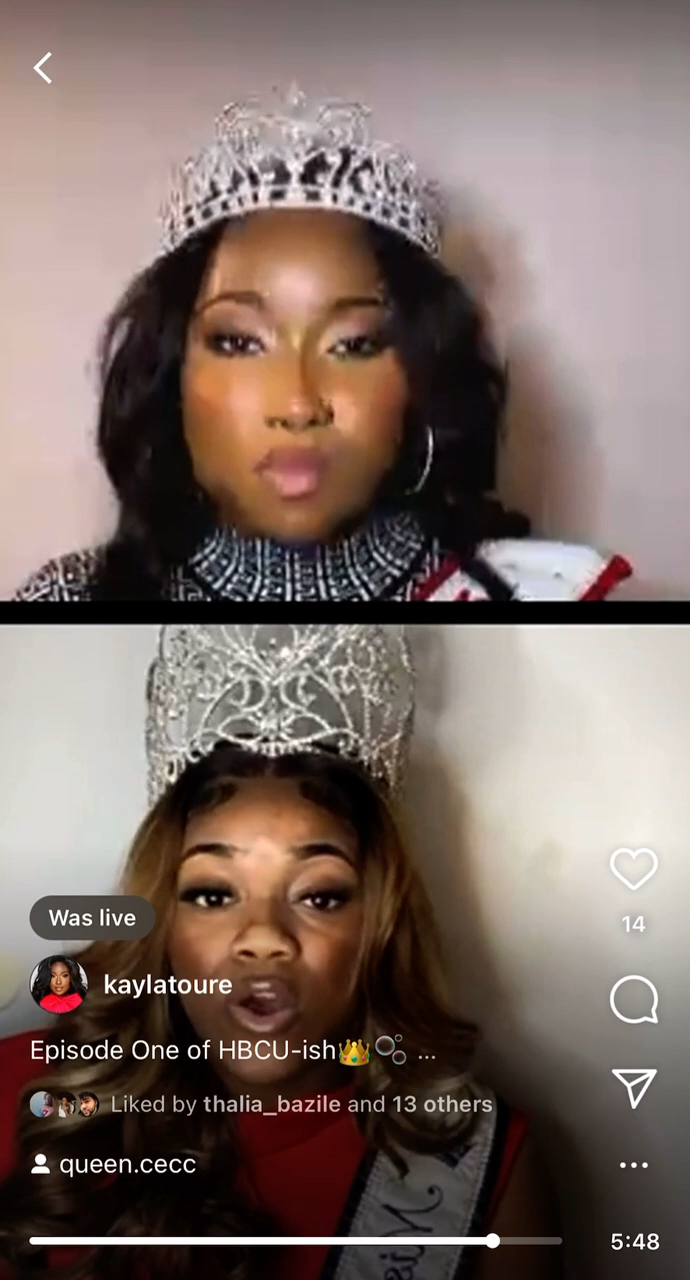 Was live
14
kaylatoure
Episode One of HBCU-ish👑🫧 ...
Liked by thalia_bazile and 13 others
queen.cecc
Mis
5:48